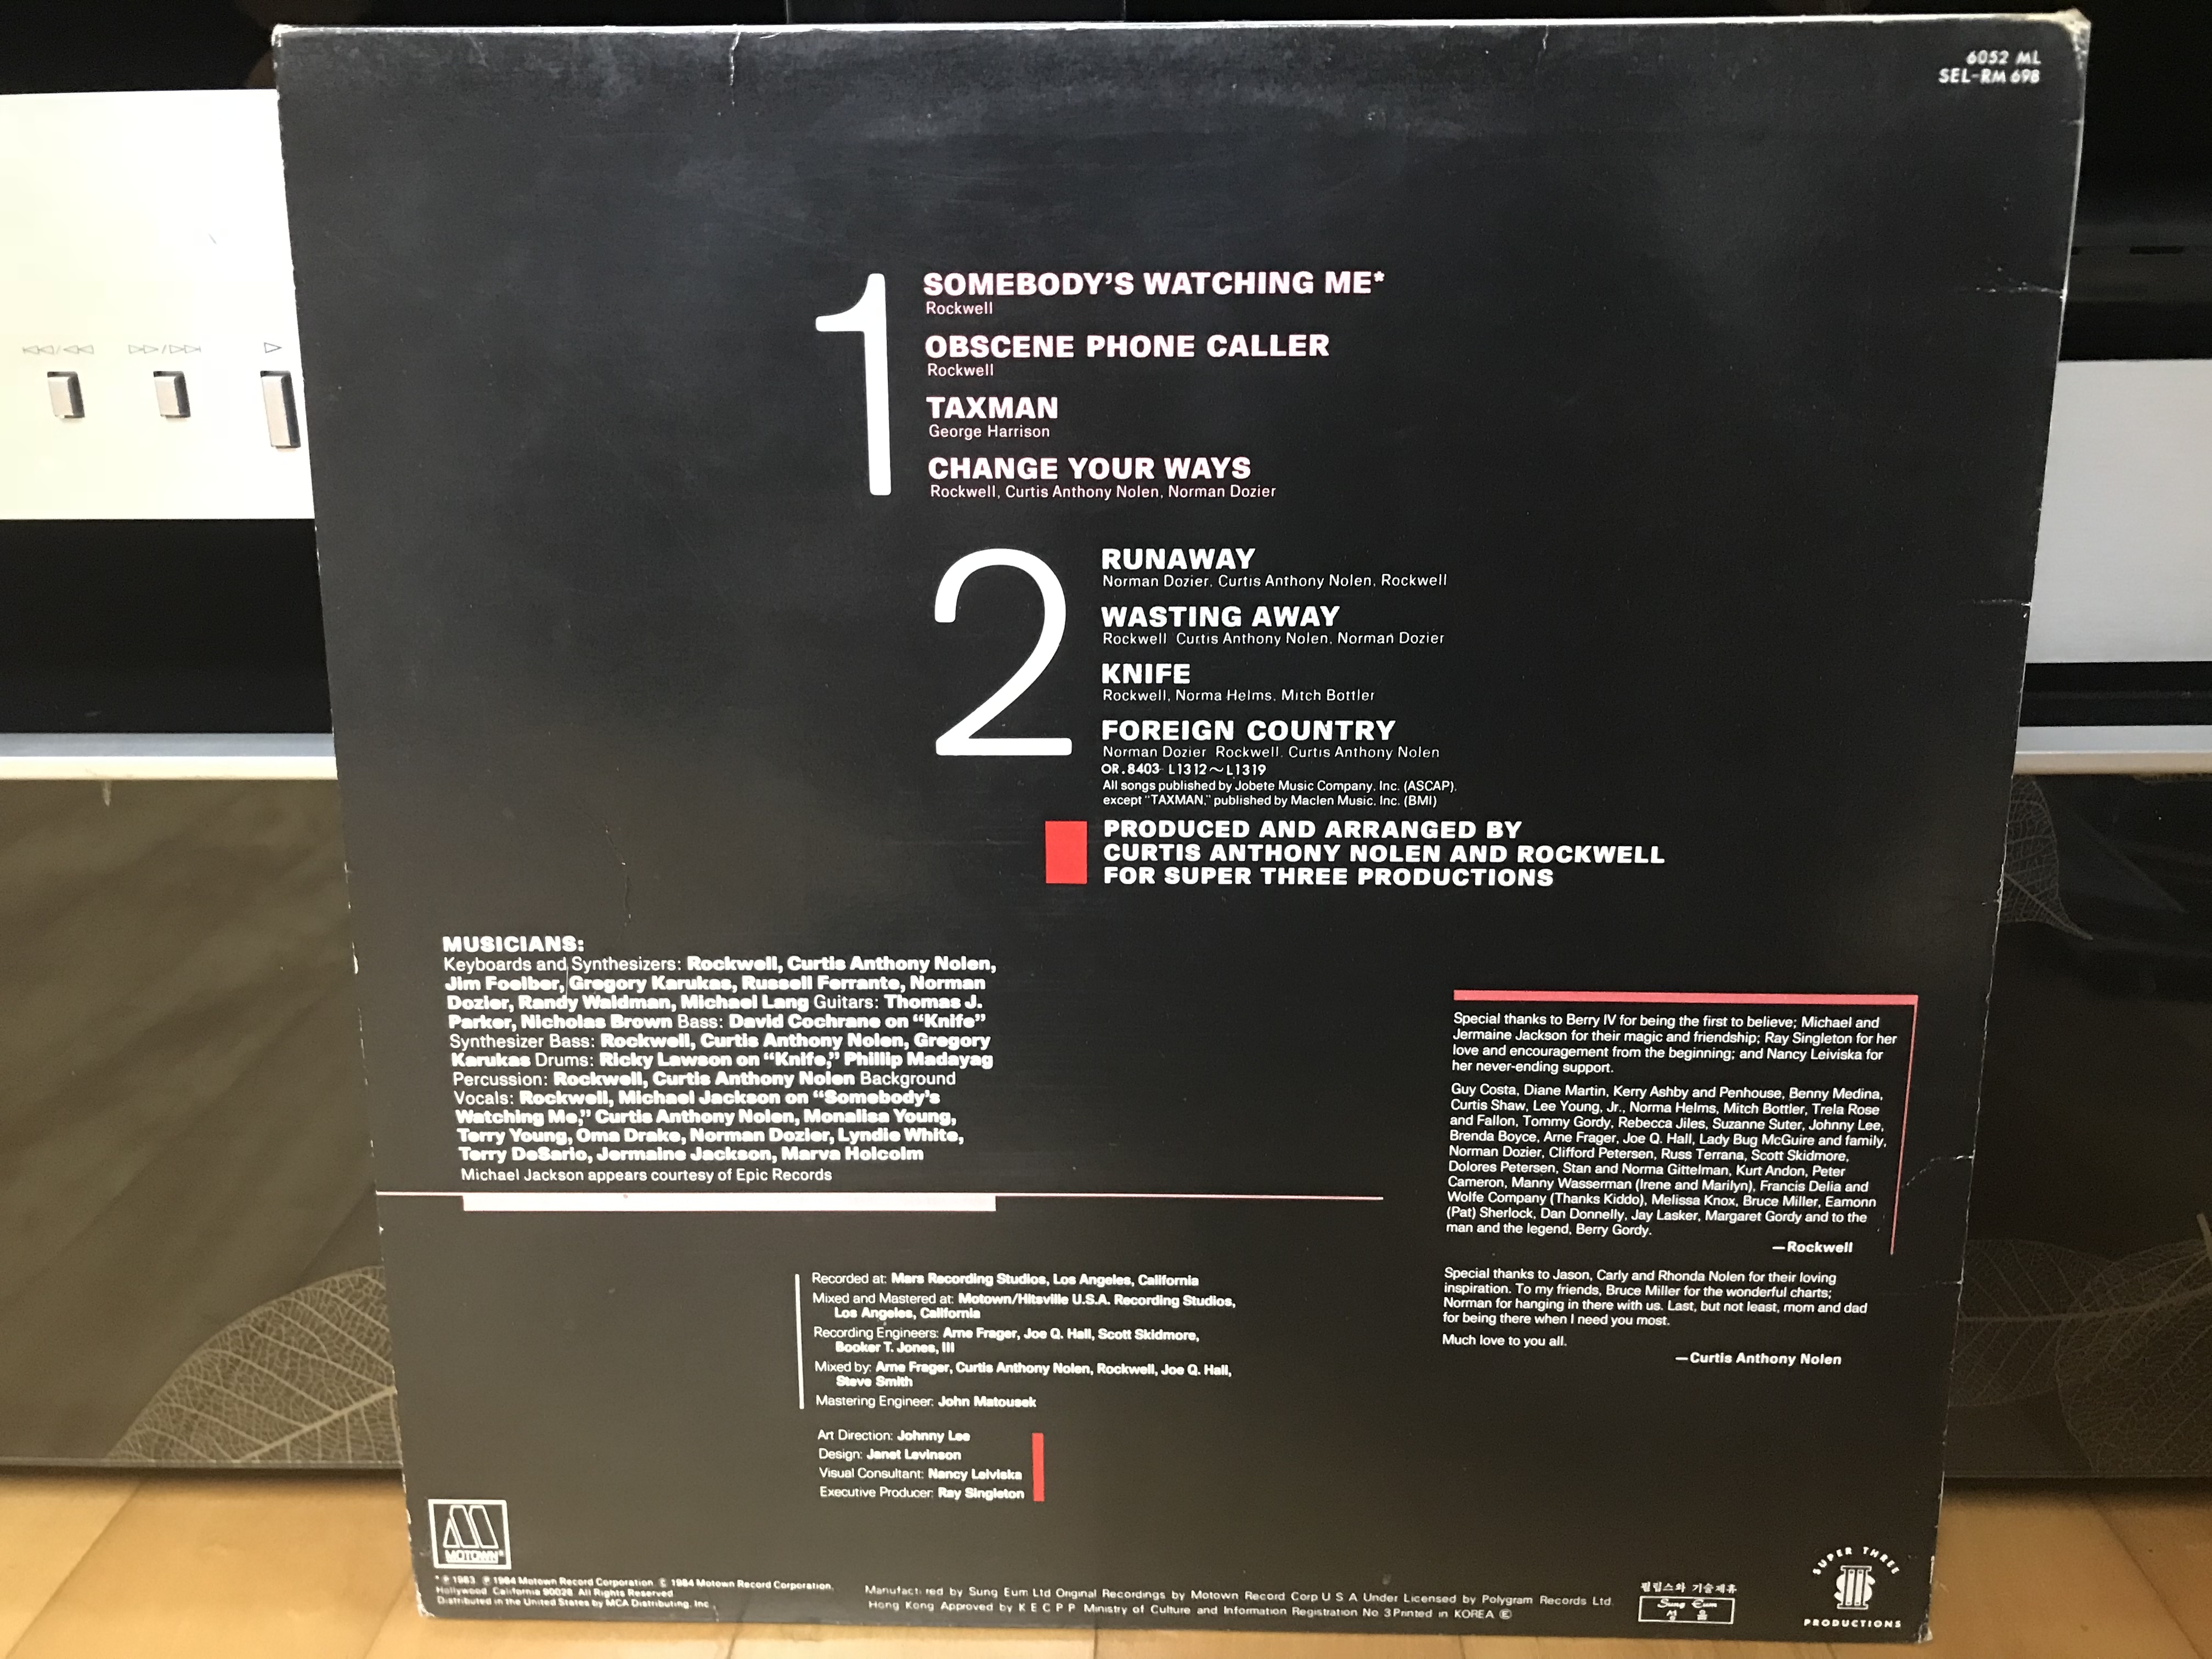 6052 ML
SEL-RM 698
1
SOMEBODY'S WATCHING ME*
Rockwell
OBSCENE PHONE CALLER
Rockwell
TAXMAN
George Harrison
CHANGE YOUR WAYS
Rockwell, Curtis Anthony Nolen, Norman Dozier
2
RUNAWAY
Norman Dozier, Curtis Anthony Nolen, Rockwell
WASTING AWAY
Rockwell Curtis Anthony Nolen, Norman Dozier
KNIFE
Rockwell, Norma Helms, Mitch Bottler
FOREIGN COUNTRY
Norman Dozier Rockwell, Curtis Anthony Nolen
OR.8403 L1312~L1319
All songs published by Jobete Music Company, Inc. (ASCAP).
except "TAXMAN," published by Maclen Music, Inc. (BMI)
PRODUCED AND ARRANGED BY
CURTIS ANTHONY NOLEN AND ROCKWELL
FOR SUPER THREE PRODUCTIONS
MUSICIANS:
Keyboards and Synthesizers: Rockwell, Curtis Anthony Nolen,
Jim Foelber, Gregory Karukas, Russell Ferrante, Norman
Dozier, Randy Waldman, Michael Lang Guitars: Thomas J.
Parker, Nicholas Brown Bass: David Cochrane on "Knife"
Synthesizer Bass: Rockwell, Curtis Anthony Nolen, Gregory
Karukas Drums: Ricky Lawson on "Knife," Phillip Madayag
Percussion: Rockwell, Curtis Anthony Nolen Background
Vocals: Rockwell, Michael Jackson on "Somebody's
Watching Me," Curtis Anthony Nolen, Monalisa Young,
Terry Young, Oma Drake, Norman Dozier, Lyndie White,
Terry DeSario, Jermaine Jackson, Marva Holcolm
Michael Jackson appears courtesy of Epic Records
Special thanks to Berry IV for being the first to believe; Michael and
Jermaine Jackson for their magic and friendship; Ray Singleton for her
love and encouragement from the beginning; and Nancy Leiviska for
her never-ending support.
Guy Costa, Diane Martin, Kerry Ashby and Penhouse, Benny Medina,
Curtis Shaw, Lee Young, Jr., Norma Helms, Mitch Bottler, Trela Rose
and Fallon, Tommy Gordy, Rebecca Jiles, Suzanne Suter, Johnny Lee,
Brenda Boyce, Arne Frager, Joe Q. Hall, Lady Bug McGuire and family,
Norman Dozier, Clifford Petersen, Russ Terrana, Scott Skidmore,
Dolores Petersen, Stan and Norma Gittelman, Kurt Andon, Peter
Cameron, Manny Wasserman (Irene and Marilyn), Francis Delia and
Wolfe Company (Thanks Kiddo), Melissa Knox, Bruce Miller, Eamonn
(Pat) Sherlock, Dan Donnelly, Jay Lasker, Margaret Gordy and to the
man and the legend, Berry Gordy.
—Rockwell
Special thanks to Jason, Carly and Rhonda Nolen for their loving
inspiration. To my friends, Bruce Miller for the wonderful charts;
Norman for hanging in there with us. Last, but not least, mom and dad
for being there when I need you most.
Much love to you all.
—Curtis Anthony Nolen
Recorded at: Mars Recording Studios, Los Angeles, California
Mixed and Mastered at: Motown/Hitsville U.S.A. Recording Studios,
Los Angeles, California
Recording Engineers: Arne Frager, Joe Q. Hall, Scott Skidmore,
Booker T. Jones, III
Mixed by: Arne Frager, Curtis Anthony Nolen, Rockwell, Joe Q. Hall,
Steve Smith
Mastering Engineer: John Matousek
Art Direction: Johnny Lee
Design: Janet Levinson
Visual Consultant: Nancy Leiviska
Executive Producer: Ray Singleton
MOTOWN®
*℗ 1983 ℗ 1984 Motown Record Corporation. © 1984 Motown Record Corporation.
Hollywood California 90028 All Rights Reserved
Distributed in the United States by MCA Distributing, Inc.
Manufactured by Sung Eum Ltd Original Recordings by Motown Record Corp U S A Under Licensed by Polygram Records Ltd.
Hong Kong Approved by K E C P P Ministry of Culture and Information Registration No 3 Printed in KOREA Ⓔ
필립스와 기술제휴
Sung Eum
성 음
SUPER THREE
PRODUCTIONS